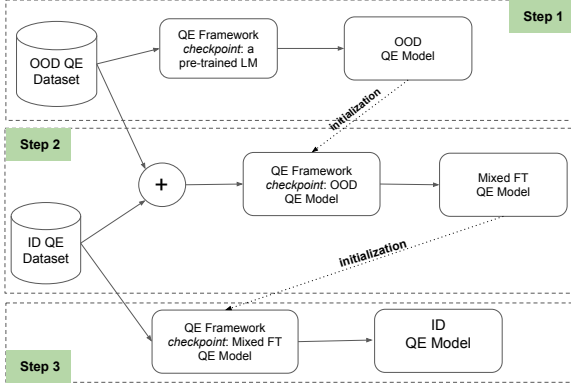 Step 1
OOD QE
Dataset
QE Framework
checkpoint: a
pre-trained LM
OOD
QE Model
initialization
Step 2
+
QE Framework
checkpoint: OOD
QE Model
Mixed FT
QE Model
ID QE
Dataset
initialization
QE Framework
checkpoint: Mixed FT
QE Model
ID
QE Model
Step 3